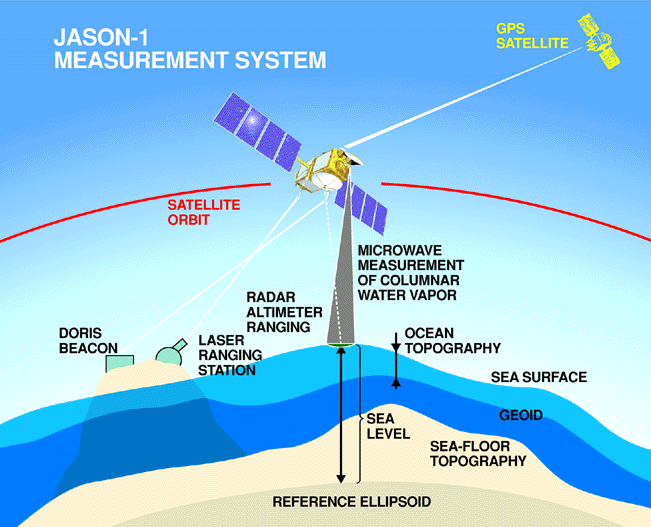 JASON-1
MEASUREMENT SYSTEM
GPS
SATELLITE
SATELLITE
ORBIT
MICROWAVE
MEASUREMENT
OF COLUMNAR
WATER VAPOR
RADAR
ALTIMETER
RANGING
DORIS
BEACON
LASER
RANGING
STATION
OCEAN
TOPOGRAPHY
SEA SURFACE
GEOID
SEA
LEVEL
SEA-FLOOR
TOPOGRAPHY
REFERENCE ELLIPSOID